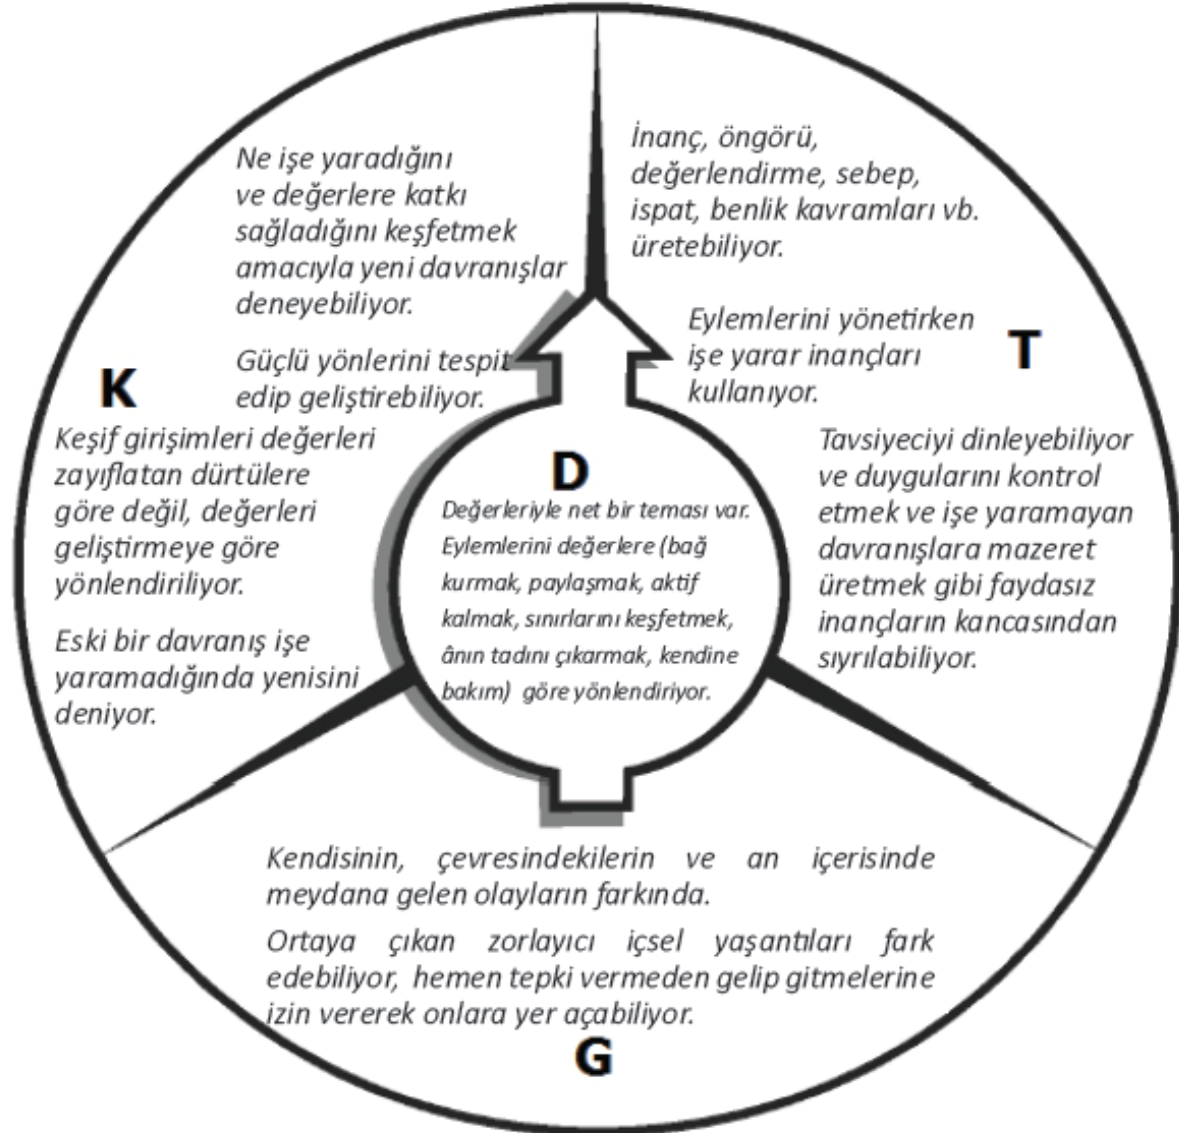 Ne işe yaradığını
ve değerlere katkı
sağladığını keşfetmek
amacıyla yeni davranışlar
deneyebiliyor.
Güçlü yönlerini tespit
edip geliştirebiliyor.
K
Keşif girişimleri değerleri
zayıflatan dürtülere
göre değil, değerleri
geliştirmeye göre
yönlendiriliyor.
Eski bir davranış işe
yaramadığında yenisini
deniyor.
İnanç, öngörü,
değerlendirme, sebep,
ispat, benlik kavramları vb.
üretebiliyor.
Eylemlerini yönetirken
işe yarar inançları
kullanıyor.
T
Tavsiyeciyi dinleyebiliyor
ve duygularını kontrol
etmek ve işe yaramayan
davranışlara mazeret
üretmek gibi faydasız
inançların kancasından
sıyrılabiliyor.
D
Değerleriyle net bir teması var.
Eylemlerini değerlere (bağ
kurmak, paylaşmak, aktif
kalmak, sınırlarını keşfetmek,
ânın tadını çıkarmak, kendine
bakım) göre yönlendiriyor.
Kendisinin, çevresindekilerin ve an içerisinde
meydana gelen olayların farkında.
Ortaya çıkan zorlayıcı içsel yaşantıları fark
edebiliyor, hemen tepki vermeden gelip gitmelerine
izin vererek onlara yer açabiliyor.
G